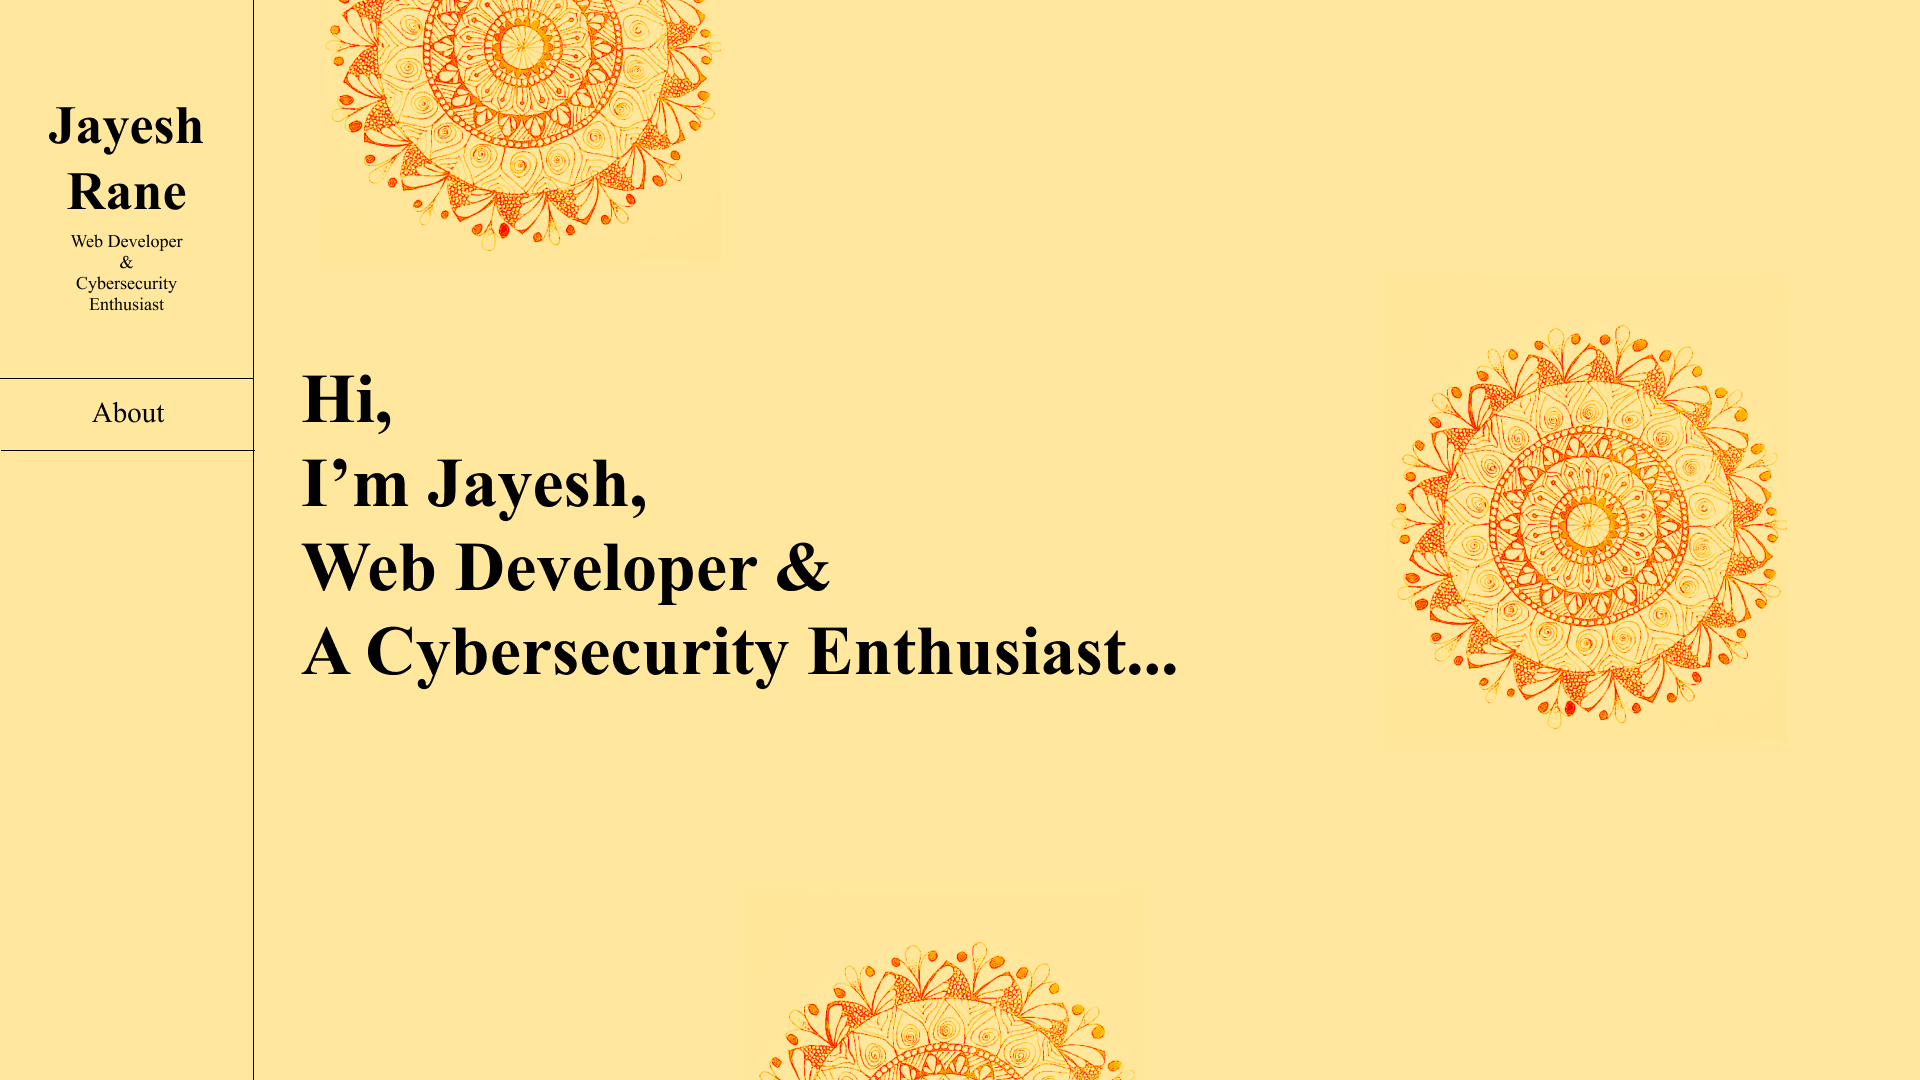 Jayesh
Rane
Web Developer
&
Cybersecurity
Enthusiast
About
Hi,
I’m Jayesh,
Web Developer &
A Cybersecurity Enthusiast...